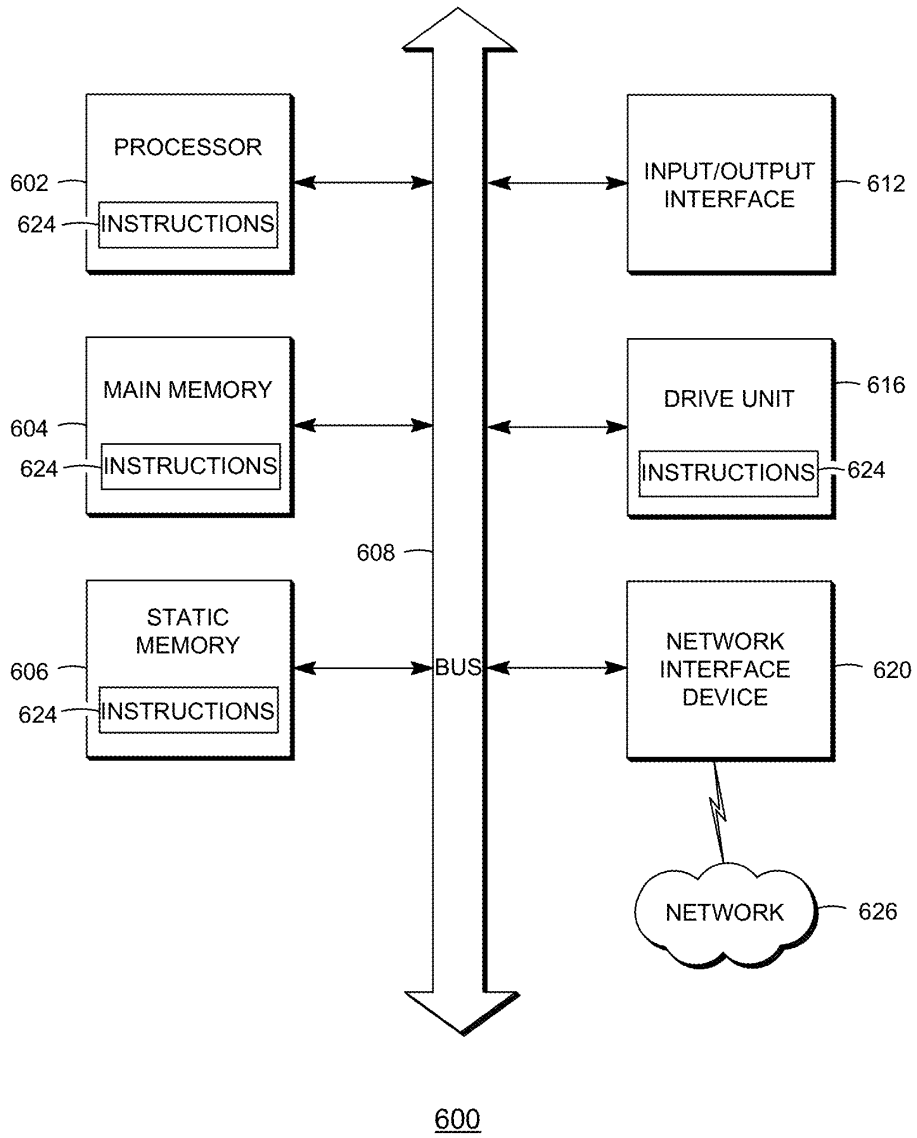 PROCESSOR
602
624
INSTRUCTIONS
INPUT/OUTPUT
INTERFACE
612
MAIN MEMORY
604
624
INSTRUCTIONS
DRIVE UNIT
616
INSTRUCTIONS
624
608
STATIC
MEMORY
606
624
INSTRUCTIONS
BUS
NETWORK
INTERFACE
DEVICE
620
NETWORK
626
600